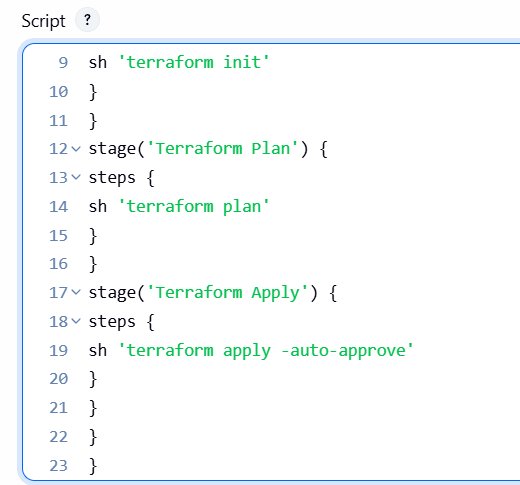 Script ?
9 sh 'terraform init'
10 }
11 }
12 stage('Terraform Plan') {
13 steps {
14 sh 'terraform plan'
15 }
16 }
17 stage('Terraform Apply') {
18 steps {
19 sh 'terraform apply -auto-approve'
20 }
21 }
22 }
23 }